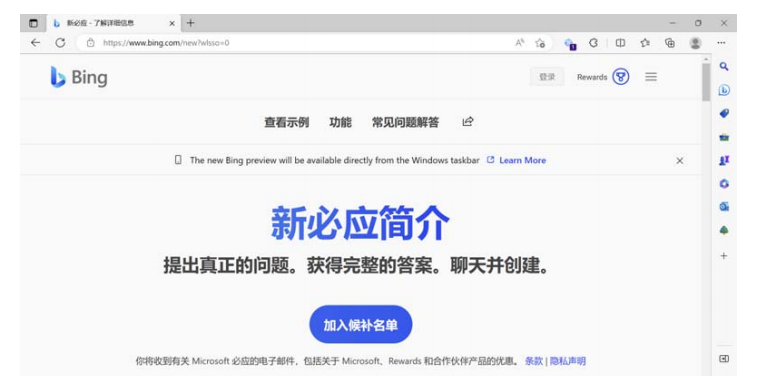 新必应 - 了解详细信息
https://www.bing.com/new?wlsso=0
Bing
登录 Rewards
查看示例 功能 常见问题解答
The new Bing preview will be available directly from the Windows taskbar Learn More
新必应简介
提出真正的问题。获得完整的答案。聊天并创建。
加入候补名单
你将收到有关 Microsoft 必应的电子邮件，包括关于 Microsoft、Rewards 和合作伙伴产品的优惠。 条款 | 隐私声明